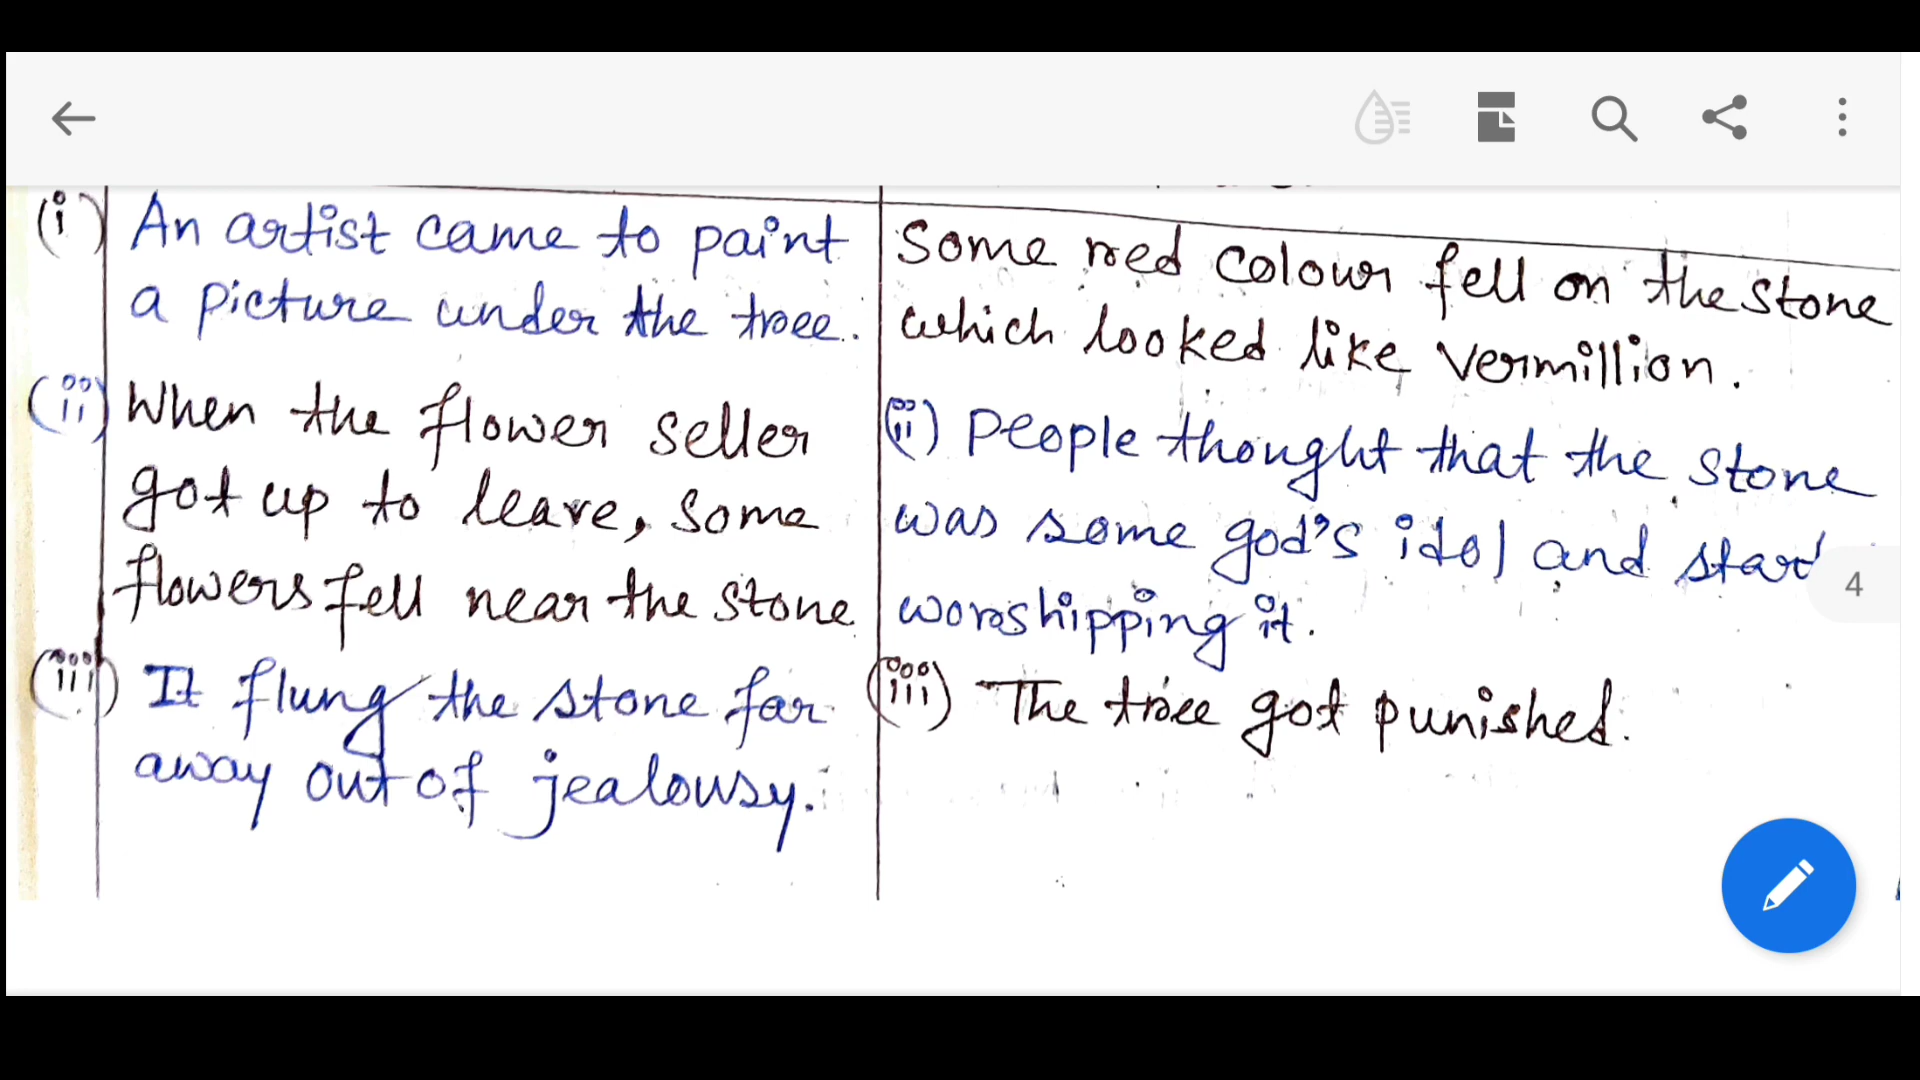 (i) An artist came to paint
a picture under the tree.
Some red colour fell on the stone
which looked like vermillion.
(ii) When the flower seller
got up to leave, some
flowers fell near the stone
(ii) People thought that the stone
was some god's idol and start
worshipping it.
(iii) It flung the stone far
away out of jealousy.
(iii) The tree got punished.
4